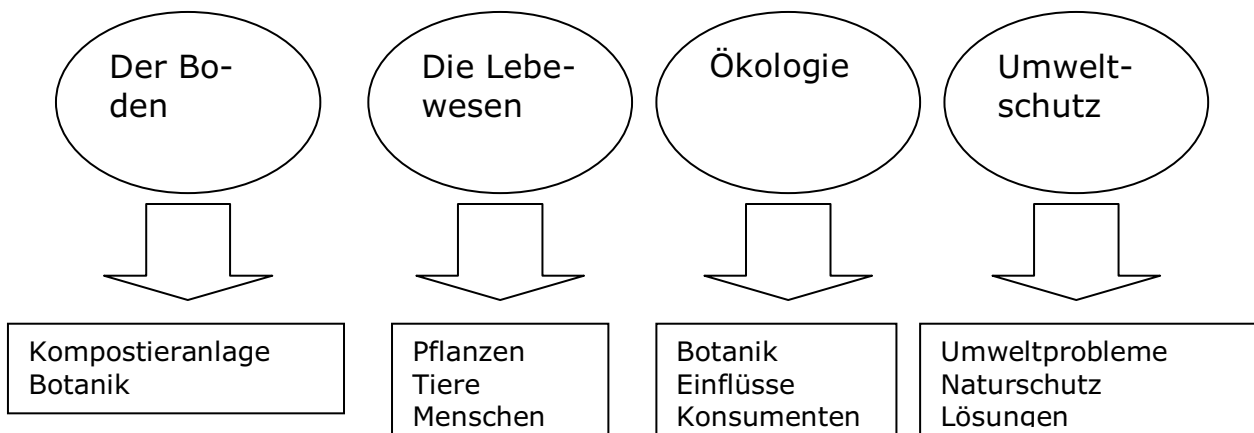 Der Bo-
den
Die Lebe-
wesen
Ökologie
Umwelt-
schutz
Kompostieranlage
Botanik
Pflanzen
Tiere
Menschen
Botanik
Einflüsse
Konsumenten
Umweltprobleme
Naturschutz
Lösungen